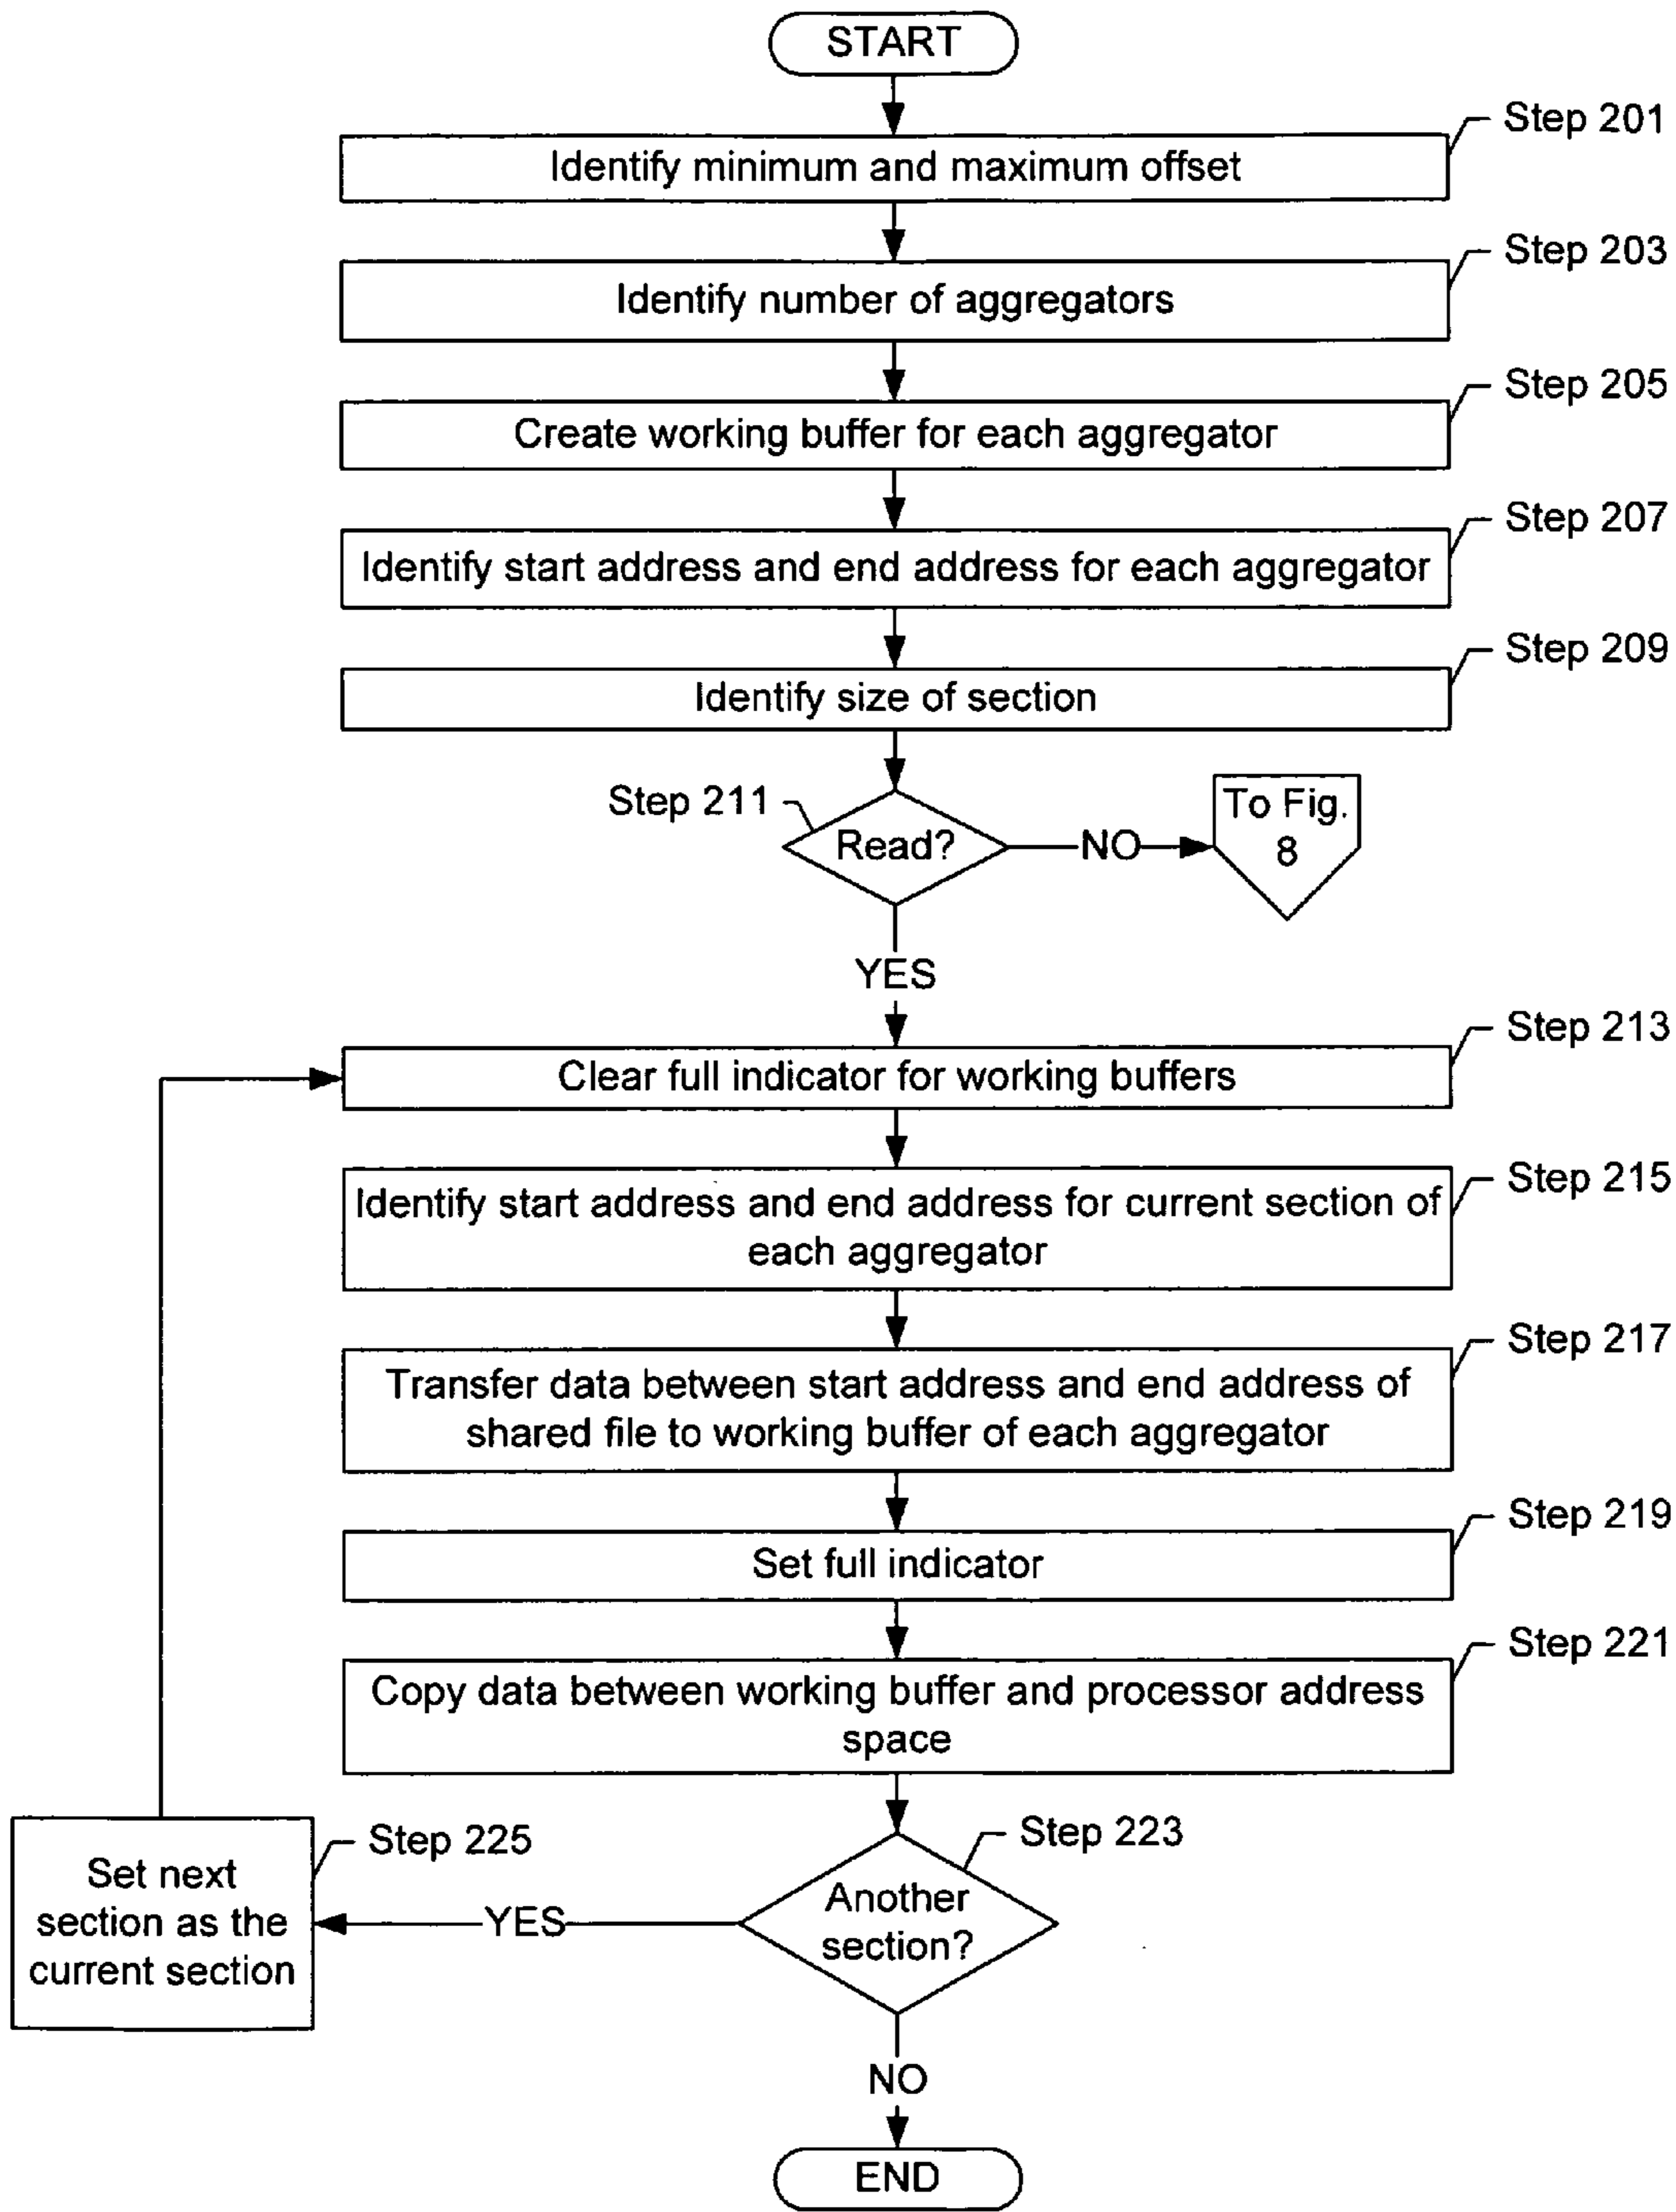 START
Step 201
Identify minimum and maximum offset
Step 203
Identify number of aggregators
Step 205
Create working buffer for each aggregator
Step 207
Identify start address and end address for each aggregator
Step 209
Identify size of section
Step 211
Read?
NO
To Fig.
8
YES
Step 213
Clear full indicator for working buffers
Step 215
Identify start address and end address for current section of
each aggregator
Step 217
Transfer data between start address and end address of
shared file to working buffer of each aggregator
Step 219
Set full indicator
Step 221
Copy data between working buffer and processor address
space
Step 223
Another
section?
YES
Step 225
Set next
section as the
current section
NO
END